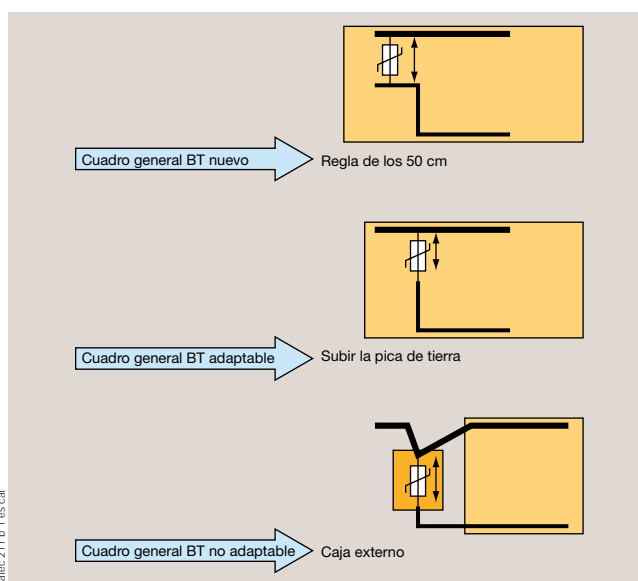 Cuadro general BT nuevo
Regla de los 50 cm
Cuadro general BT adaptable
Subir la pica de tierra
Cuadro general BT no adaptable
Caja externo